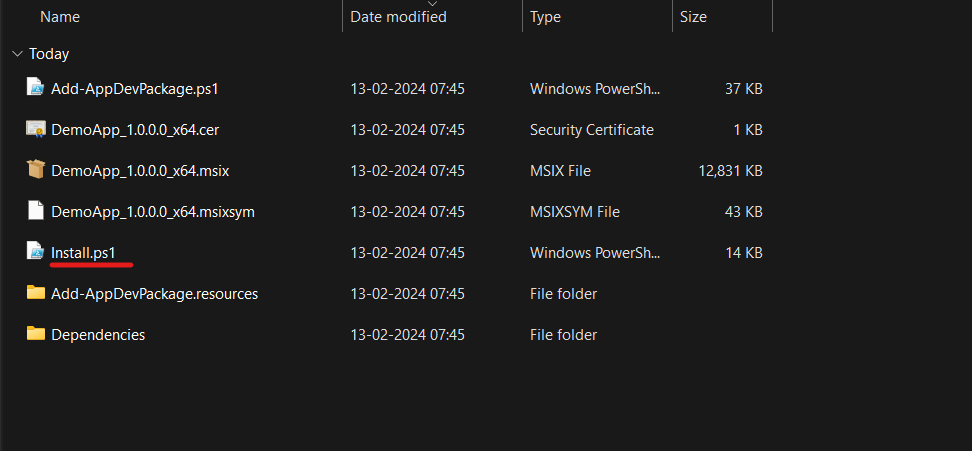 Name Date modified Type Size
Today
Add-AppDevPackage.ps1 13-02-2024 07:45 Windows PowerSh... 37 KB
DemoApp_1.0.0.0_x64.cer 13-02-2024 07:45 Security Certificate 1 KB
DemoApp_1.0.0.0_x64.msix 13-02-2024 07:45 MSIX File 12,831 KB
DemoApp_1.0.0.0_x64.msixsym 13-02-2024 07:45 MSIXSYM File 43 KB
Install.ps1 13-02-2024 07:45 Windows PowerSh... 14 KB
Add-AppDevPackage.resources 13-02-2024 07:45 File folder
Dependencies 13-02-2024 07:45 File folder